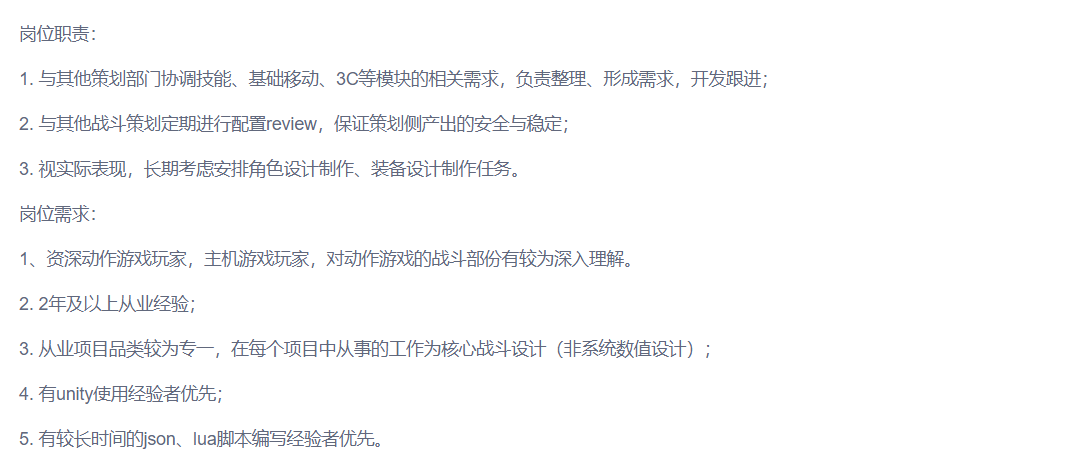 岗位职责：
1. 与其他策划部门协调技能、基础移动、3C等模块的相关需求，负责整理、形成需求，开发跟进；
2. 与其他战斗策划定期进行配置review，保证策划侧产出的安全与稳定；
3. 视实际表现，长期考虑安排角色设计制作、装备设计制作任务。
岗位需求：
1、资深动作游戏玩家，主机游戏玩家，对动作游戏的战斗部份有较为深入理解。
2. 2年及以上从业经验；
3. 从业项目品类较为专一，在每个项目中从事的工作为核心战斗设计（非系统数值设计）；
4. 有unity使用经验者优先；
5. 有较长时间的json、lua脚本编写经验者优先。